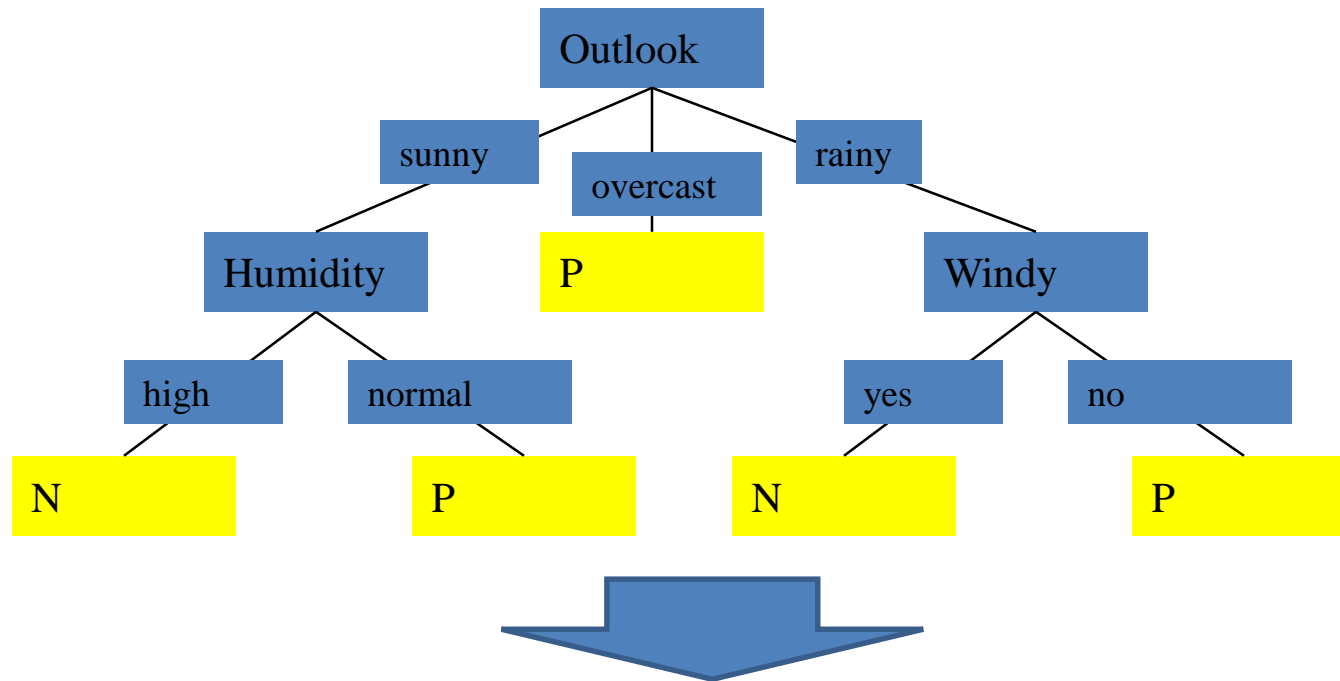 Outlook
sunny
overcast
rainy
Humidity
P
Windy
high
normal
yes
no
N
P
N
P